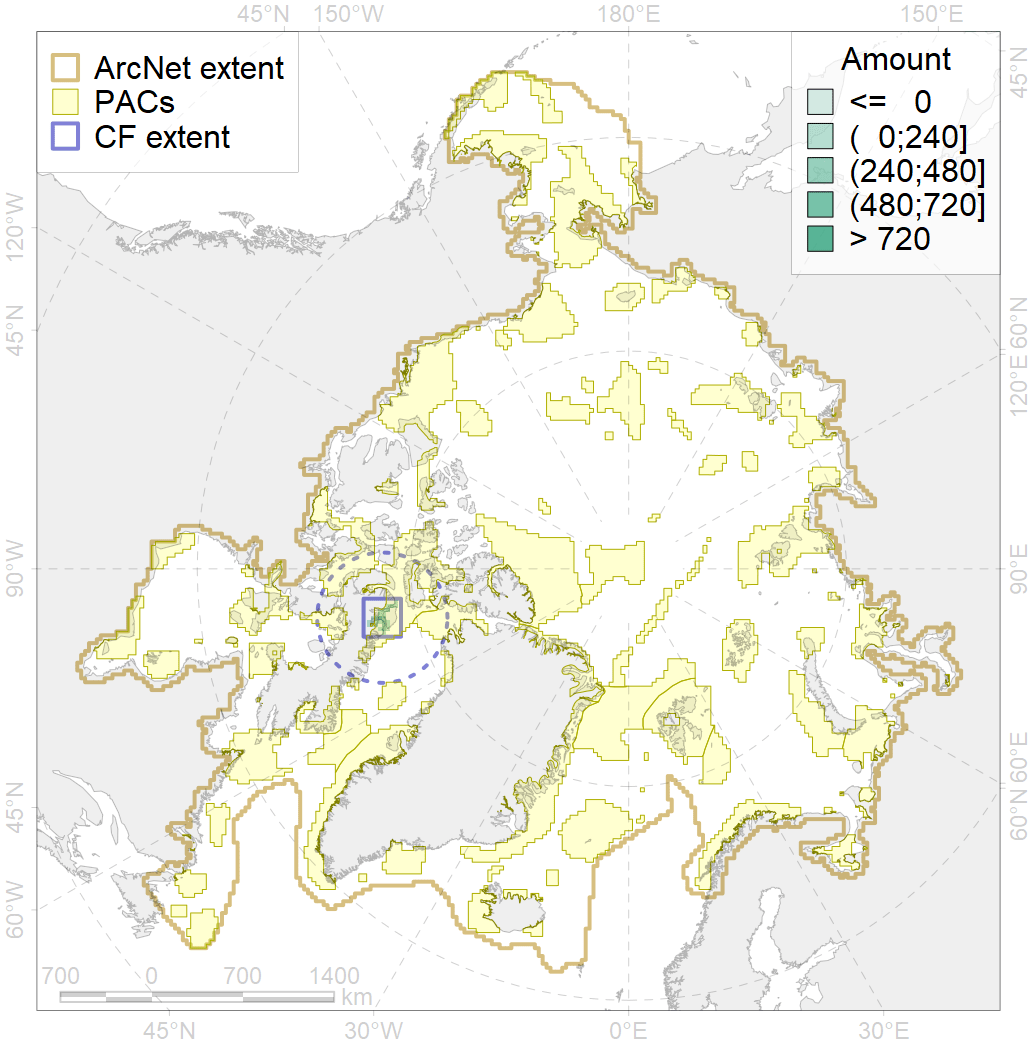 45°N 150°W 180°E 150°E
ArcNet extent
PACs
CF extent
Amount
<= 0
( 0;240]
(240;480]
(480;720]
> 720
45°N
120°W
45°N
60°N
120°E
90°W
90°E
45°N
60°W
60°E
60°N
700 0 700 1400
km
45°N 30°W 0°E 30°E